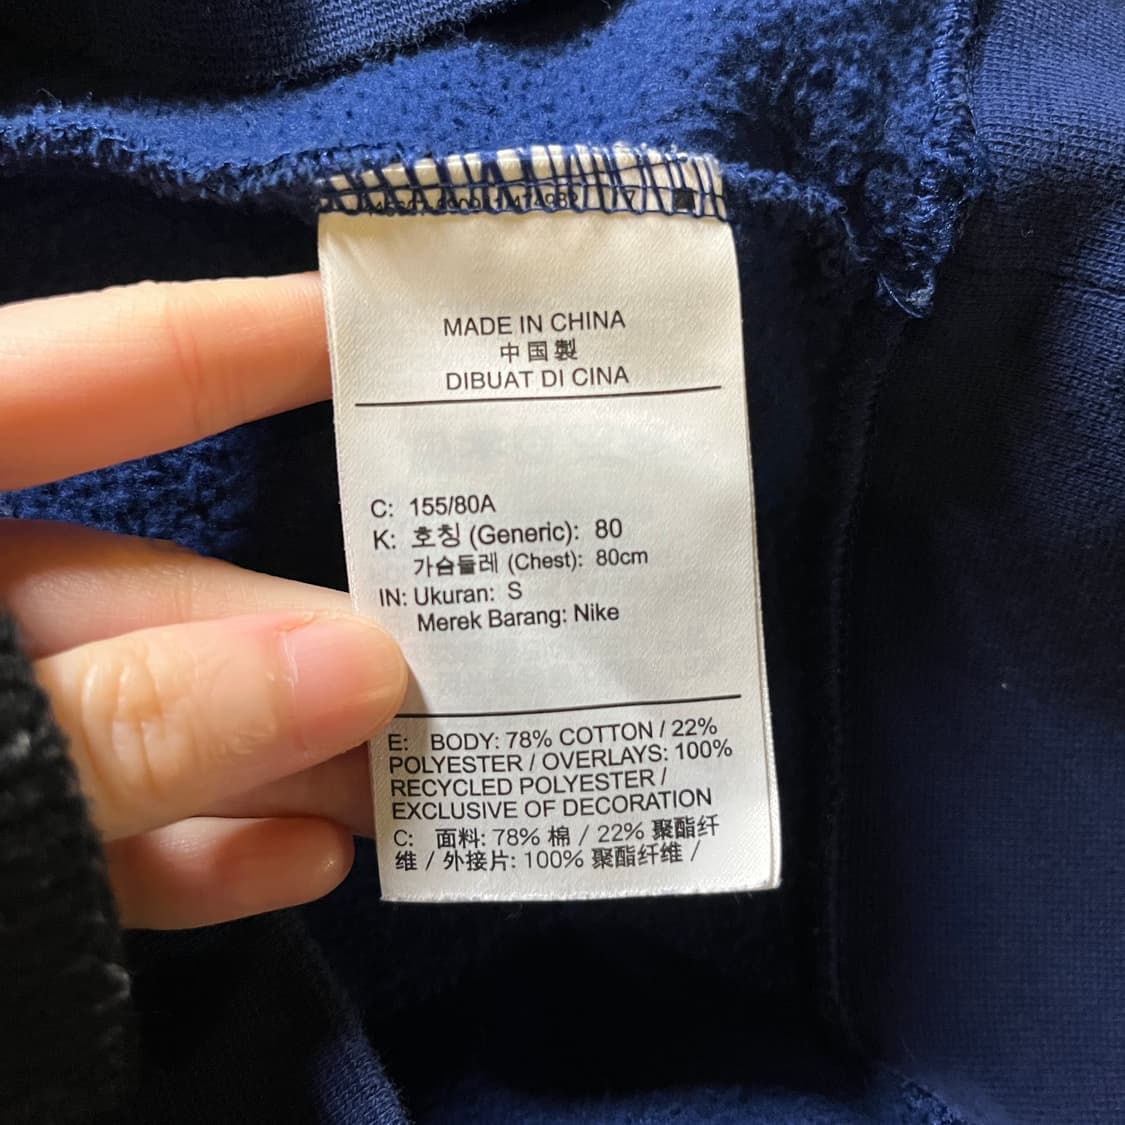 MADE IN CHINA
中国製
DIBUAT DI CINA
C: 155/80A
K: 호칭 (Generic): 80
가슴둘레 (Chest): 80cm
IN: Ukuran: S
Merek Barang: Nike
E: BODY: 78% COTTON / 22%
POLYESTER / OVERLAYS: 100%
RECYCLED POLYESTER /
EXCLUSIVE OF DECORATION
C: 面料: 78% 棉 / 22% 聚酯纤
维 / 外接片: 100% 聚酯纤维 /